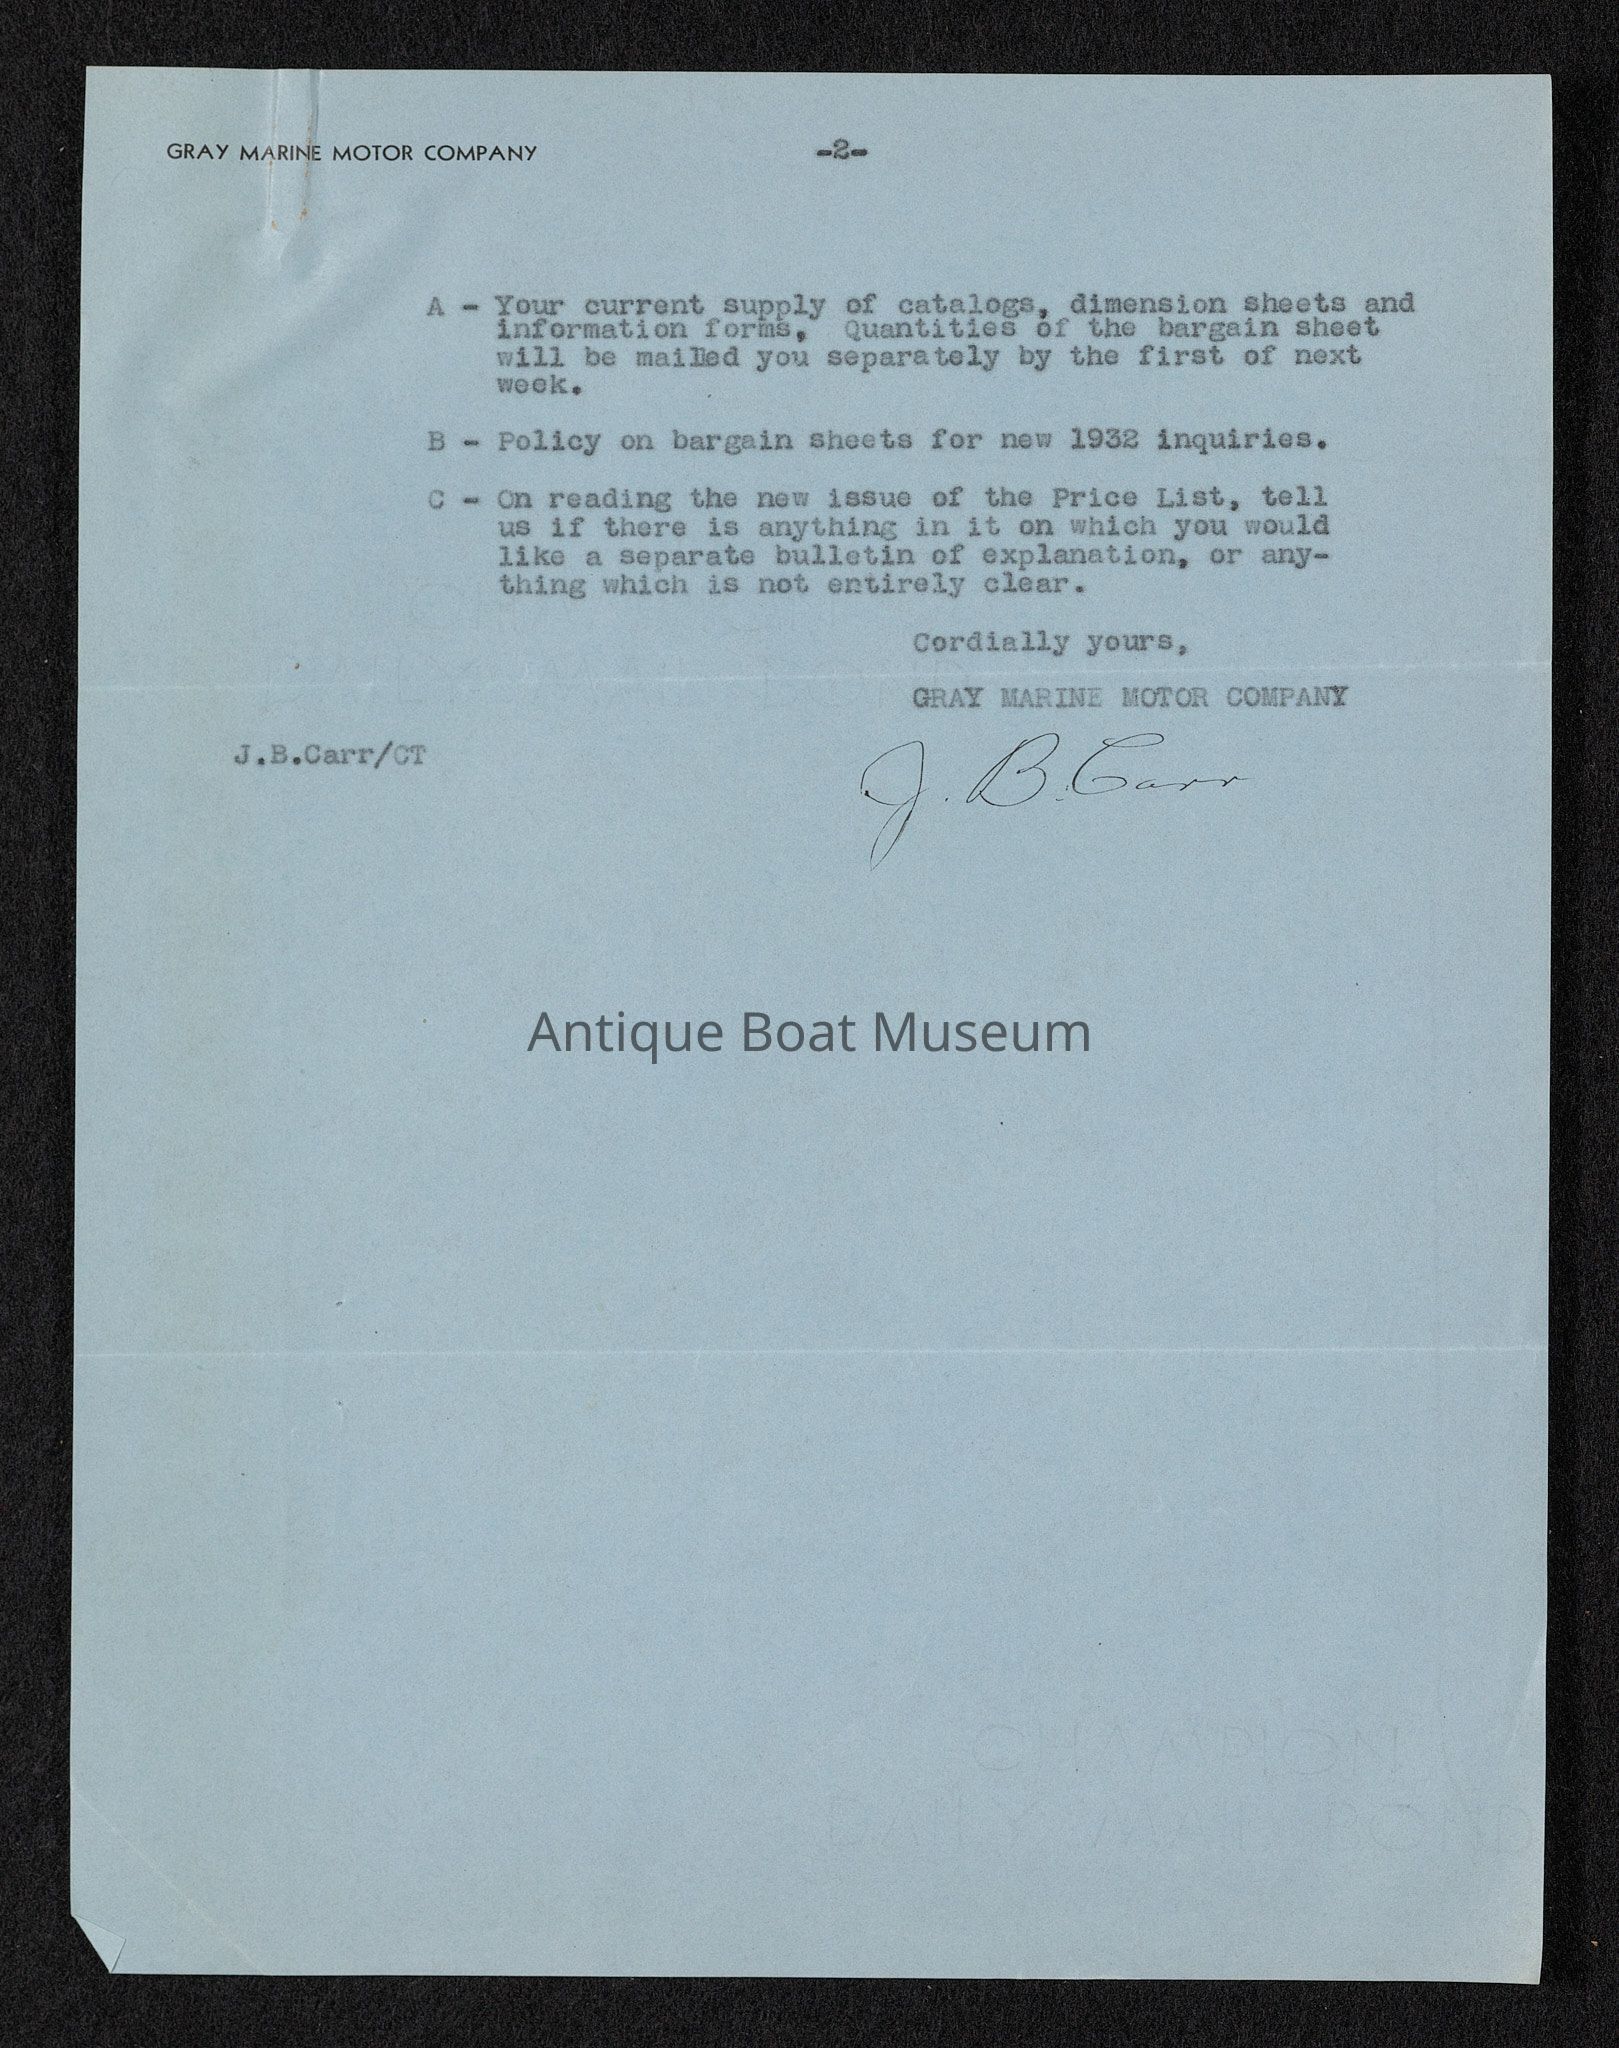 GRAY MARINE MOTOR COMPANY -2-
A - Your current supply of catalogs, dimension sheets and
information forms, Quantities of the bargain sheet
will be mailed you separately by the first of next
week.
B - Policy on bargain sheets for new 1932 inquiries.
C - On reading the new issue of the Price List, tell
us if there is anything in it on which you would
like a separate bulletin of explanation, or any-
thing which is not entirely clear.
Cordially yours,
GRAY MARINE MOTOR COMPANY
J.B.Carr/CT
J. B. Carr
Antique Boat Museum